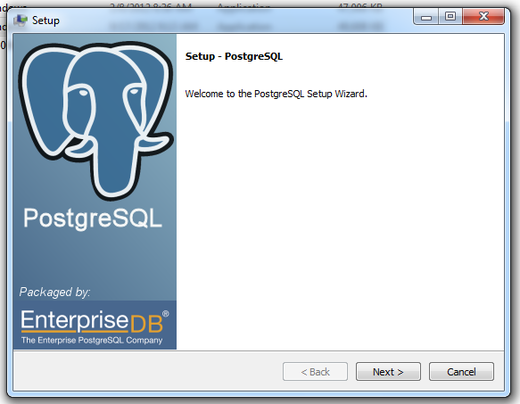 Setup
Setup - PostgreSQL
Welcome to the PostgreSQL Setup Wizard.
PostgreSQL
Packaged by:
EnterpriseDB®
The Enterprise PostgreSQL Company
< Back
Next >
Cancel